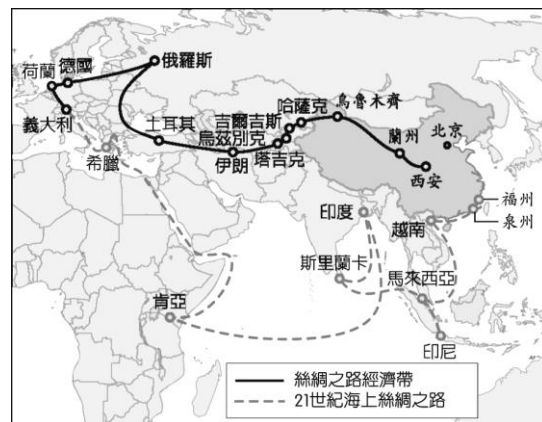 荷蘭
德國
俄羅斯
義大利
希臘
土耳其
伊朗
烏茲別克
吉爾吉斯
塔吉克
哈薩克
烏魯木齊
蘭州
北京
西安
福州
泉州
越南
印度
斯里蘭卡
馬來西亞
肯亞
印尼
絲綢之路經濟帶
21世紀海上絲綢之路